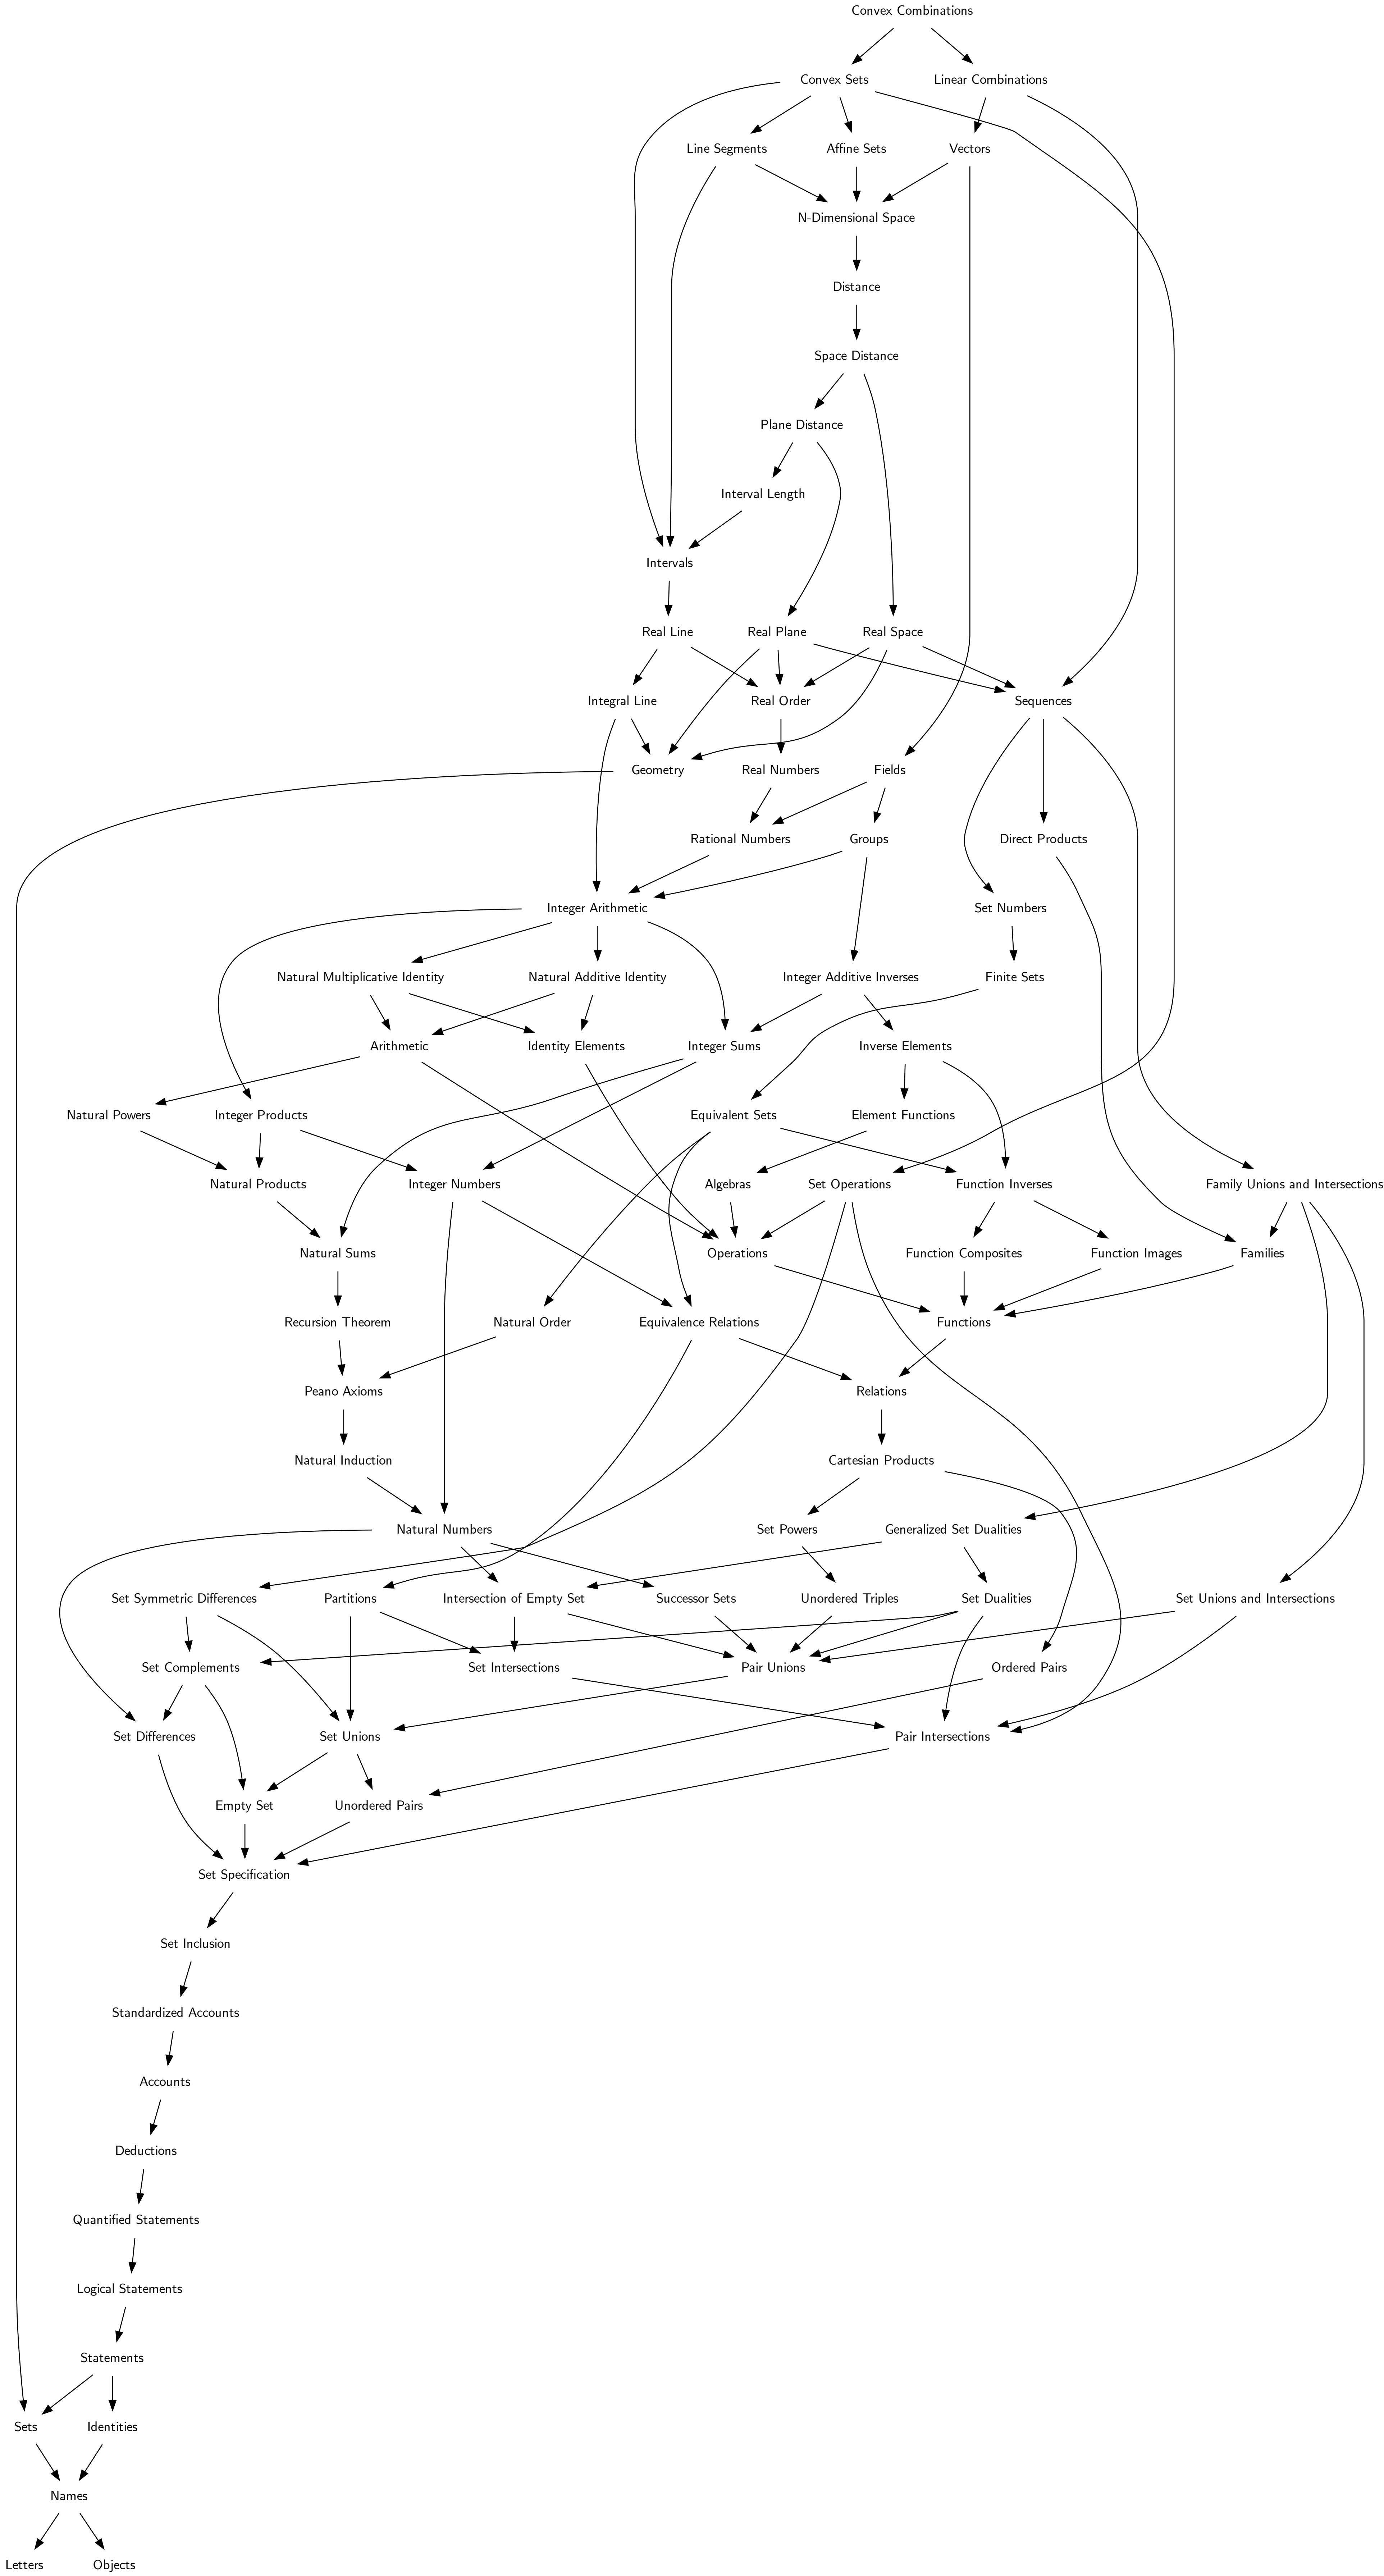 Convex Combinations
Convex Sets
Linear Combinations
Line Segments
Affine Sets
Vectors
N-Dimensional Space
Distance
Space Distance
Plane Distance
Interval Length
Intervals
Real Line
Real Plane
Real Space
Integral Line
Real Order
Sequences
Geometry
Real Numbers
Fields
Rational Numbers
Groups
Direct Products
Integer Arithmetic
Set Numbers
Natural Multiplicative Identity
Natural Additive Identity
Integer Additive Inverses
Finite Sets
Arithmetic
Identity Elements
Integer Sums
Inverse Elements
Natural Powers
Integer Products
Equivalent Sets
Element Functions
Natural Products
Integer Numbers
Algebras
Set Operations
Function Inverses
Family Unions and Intersections
Natural Sums
Operations
Function Composites
Function Images
Families
Recursion Theorem
Natural Order
Equivalence Relations
Functions
Peano Axioms
Relations
Natural Induction
Cartesian Products
Natural Numbers
Set Powers
Generalized Set Dualities
Set Symmetric Differences
Partitions
Intersection of Empty Set
Successor Sets
Unordered Triples
Set Dualities
Set Unions and Intersections
Set Complements
Set Intersections
Pair Unions
Ordered Pairs
Set Differences
Set Unions
Pair Intersections
Empty Set
Unordered Pairs
Set Specification
Set Inclusion
Standardized Accounts
Accounts
Deductions
Quantified Statements
Logical Statements
Statements
Sets
Identities
Names
Letters
Objects